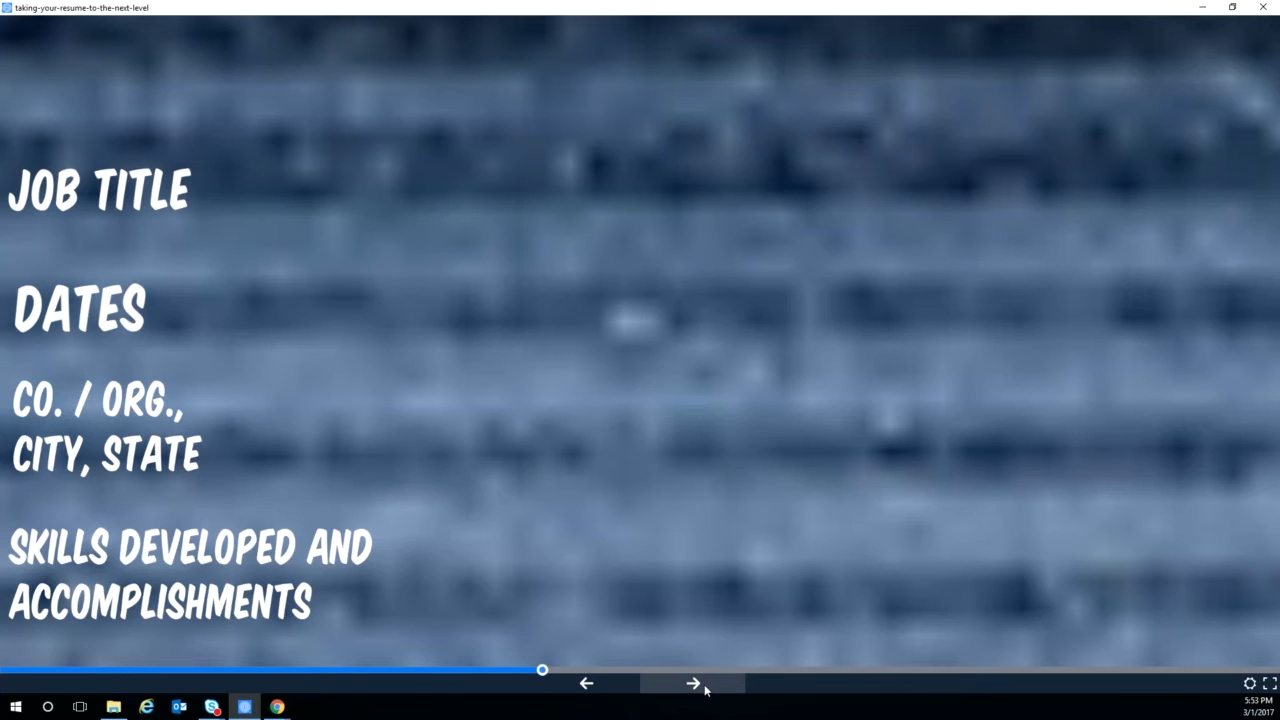 taking-your-resume-to-the-next-level
JOB TITLE
DATES
CO. / ORG.,
CITY, STATE
SKILLS DEVELOPED AND
ACCOMPLISHMENTS
5:53 PM
3/1/2017